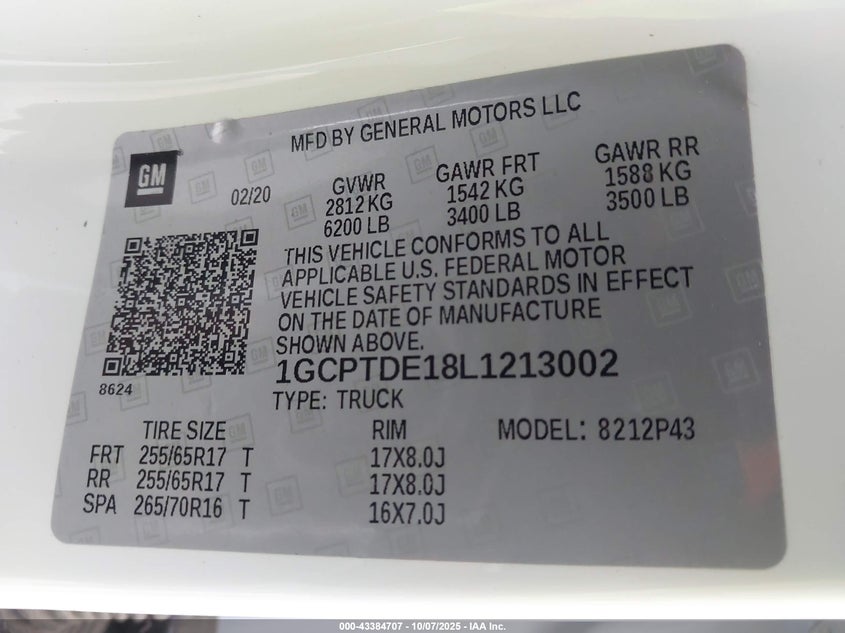 MFD BY GENERAL MOTORS LLC
GM
02/20
GVWR GAWR FRT GAWR RR
2812 KG 1542 KG 1588 KG
6200 LB 3400 LB 3500 LB
THIS VEHICLE CONFORMS TO ALL
APPLICABLE U.S. FEDERAL MOTOR
VEHICLE SAFETY STANDARDS IN EFFECT
ON THE DATE OF MANUFACTURE
SHOWN ABOVE.
8624
1GCPTDE18L1213002
TYPE: TRUCK
TIRE SIZE RIM MODEL: 8212P43
FRT 255/65R17 T 17X8.0J
RR 255/65R17 T 17X8.0J
SPA 265/70R16 T 16X7.0J
000-43384707 - 10/07/2025 - IAA Inc.